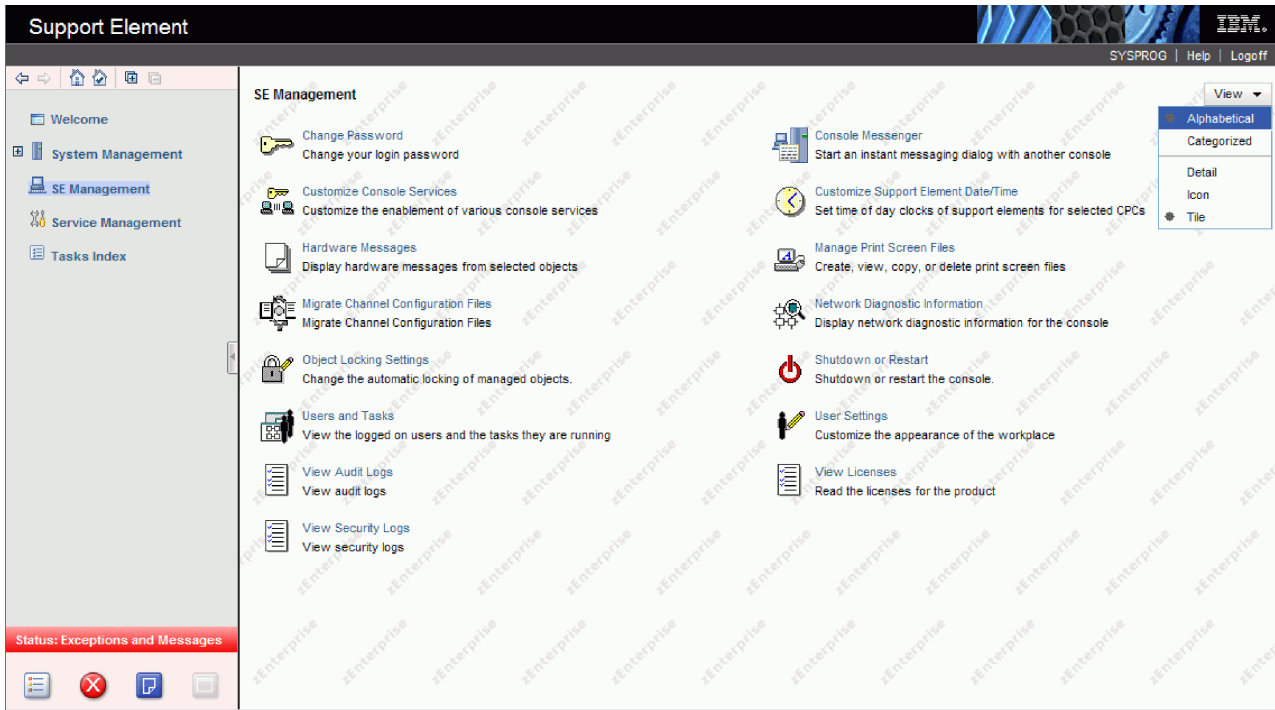 Support Element
IBM.
SYSPROG | Help | Logoff
Welcome
System Management
SE Management
Service Management
Tasks Index
Status: Exceptions and Messages
SE Management
View
Alphabetical
Categorized
Detail
Icon
Tile
Change Password
Change your login password
Console Messenger
Start an instant messaging dialog with another console
Customize Console Services
Customize the enablement of various console services
Customize Support Element Date/Time
Set time of day clocks of support elements for selected CPCs
Hardware Messages
Display hardware messages from selected objects
Manage Print Screen Files
Create, view, copy, or delete print screen files
Migrate Channel Configuration Files
Migrate Channel Configuration Files
Network Diagnostic Information
Display network diagnostic information for the console
Object Locking Settings
Change the automatic locking of managed objects.
Shutdown or Restart
Shutdown or restart the console.
Users and Tasks
View the logged on users and the tasks they are running
User Settings
Customize the appearance of the workplace
View Audit Logs
View audit logs
View Licenses
Read the licenses for the product
View Security Logs
View security logs
zEnterprise